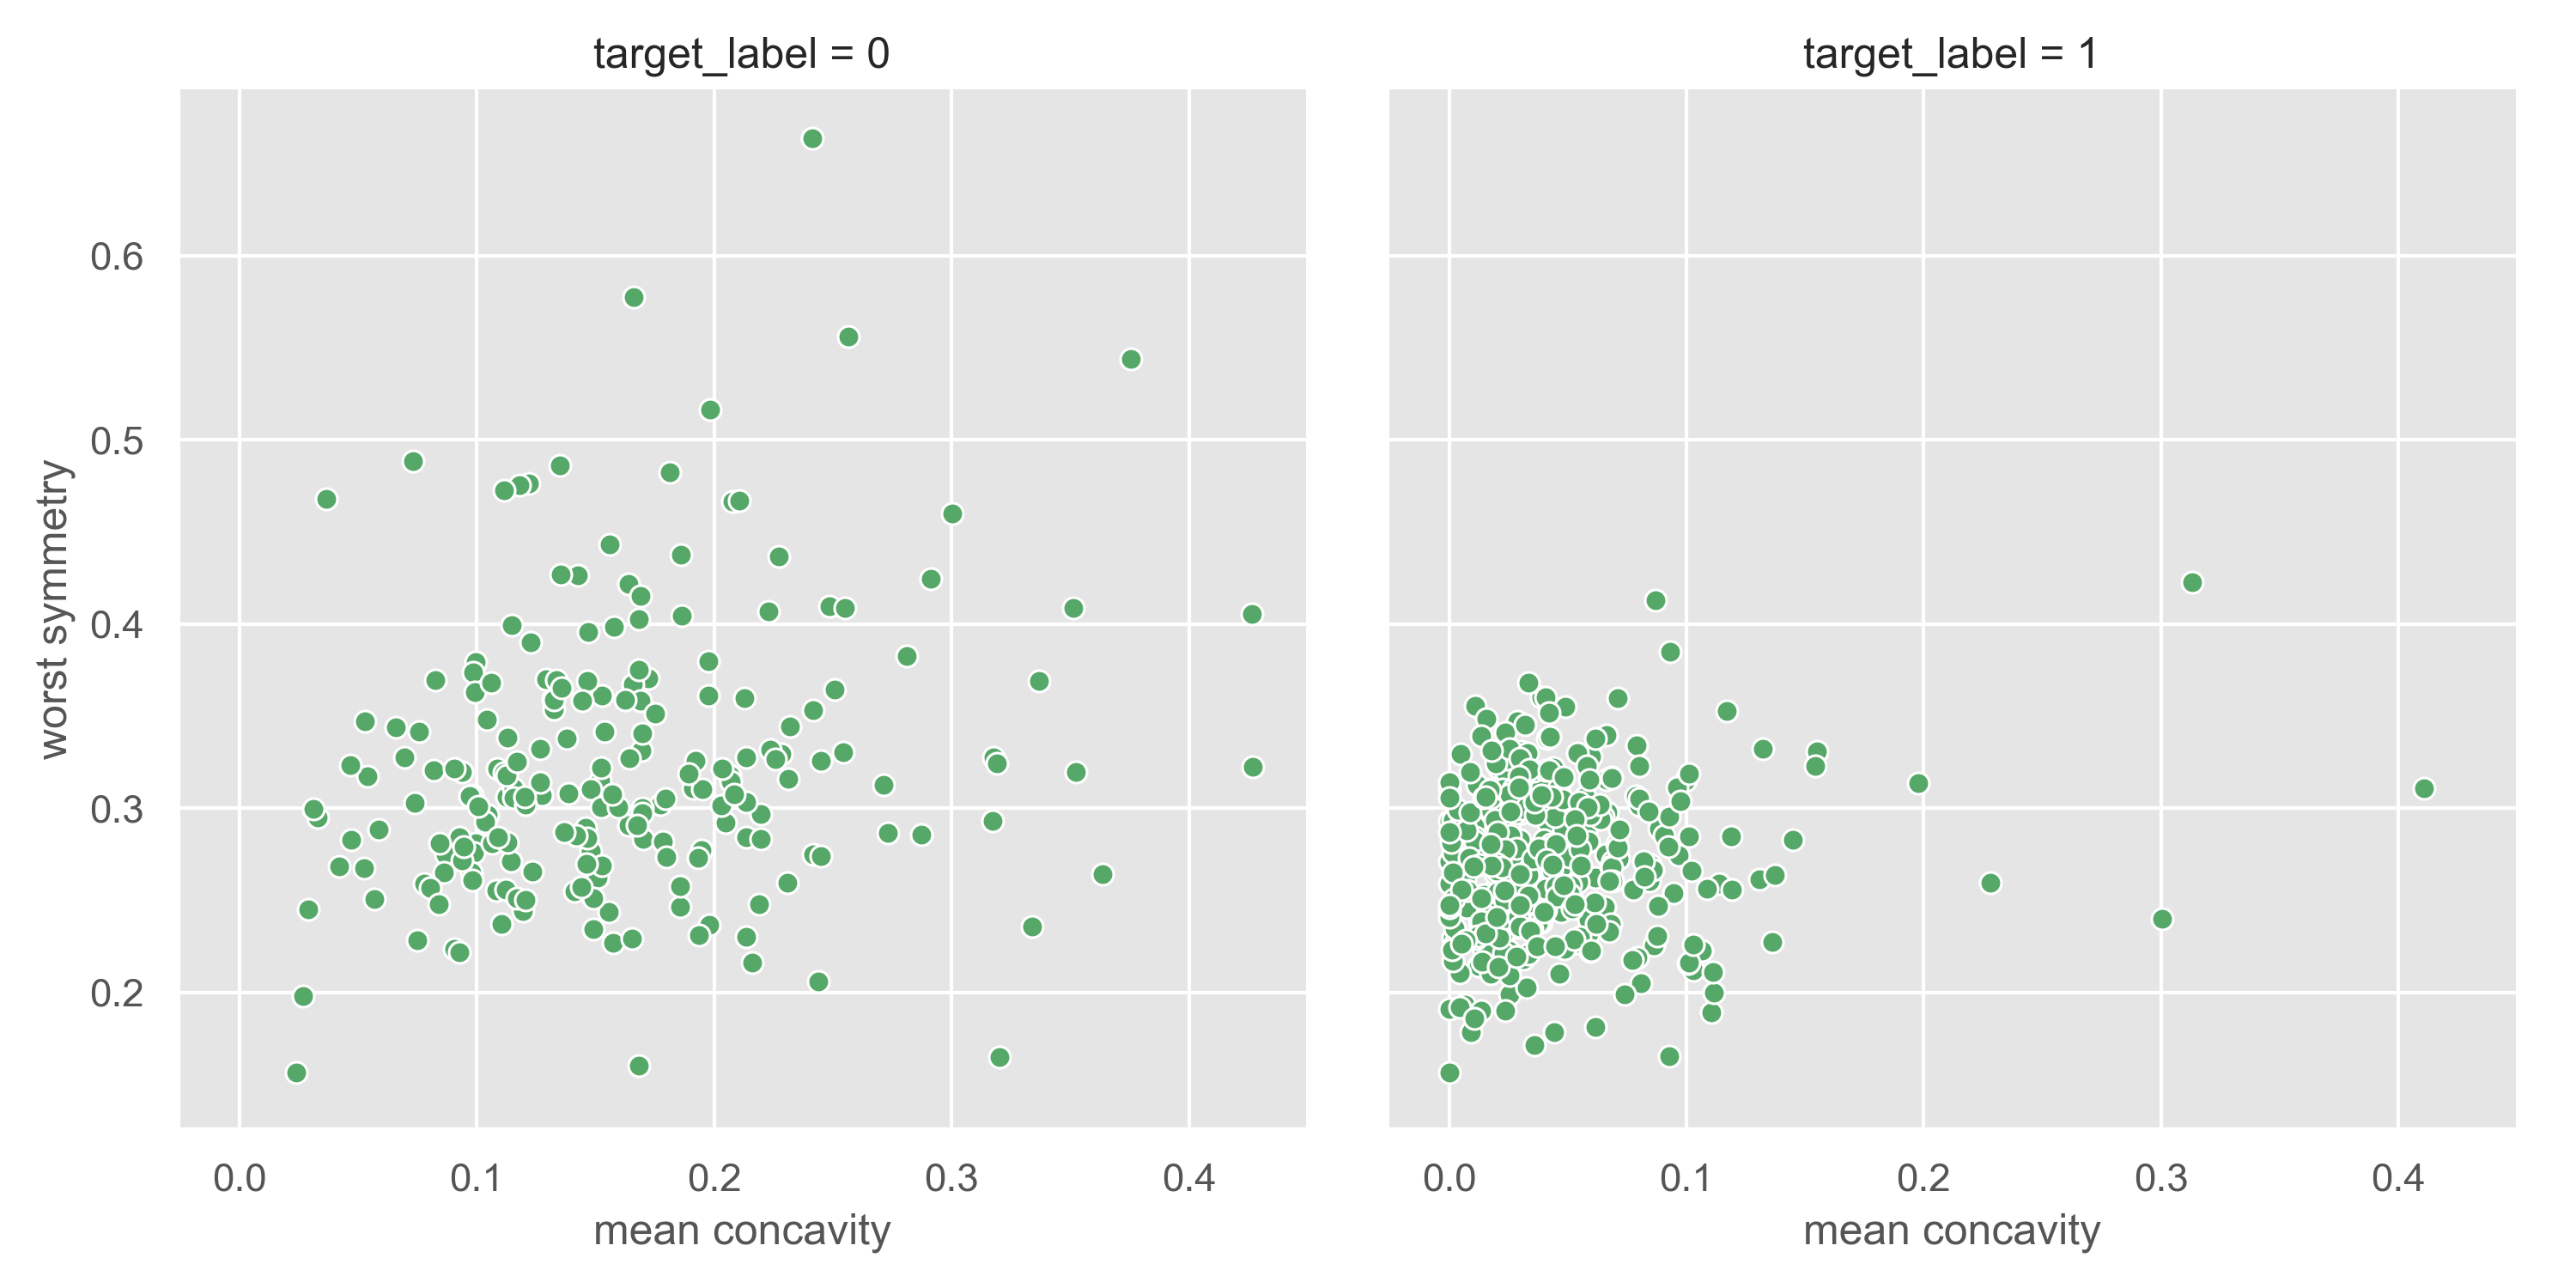 target_label = 0
target_label = 1
worst symmetry
0.6
0.5
0.4
0.3
0.2
0.0 0.1 0.2 0.3 0.4
0.0 0.1 0.2 0.3 0.4
mean concavity
mean concavity